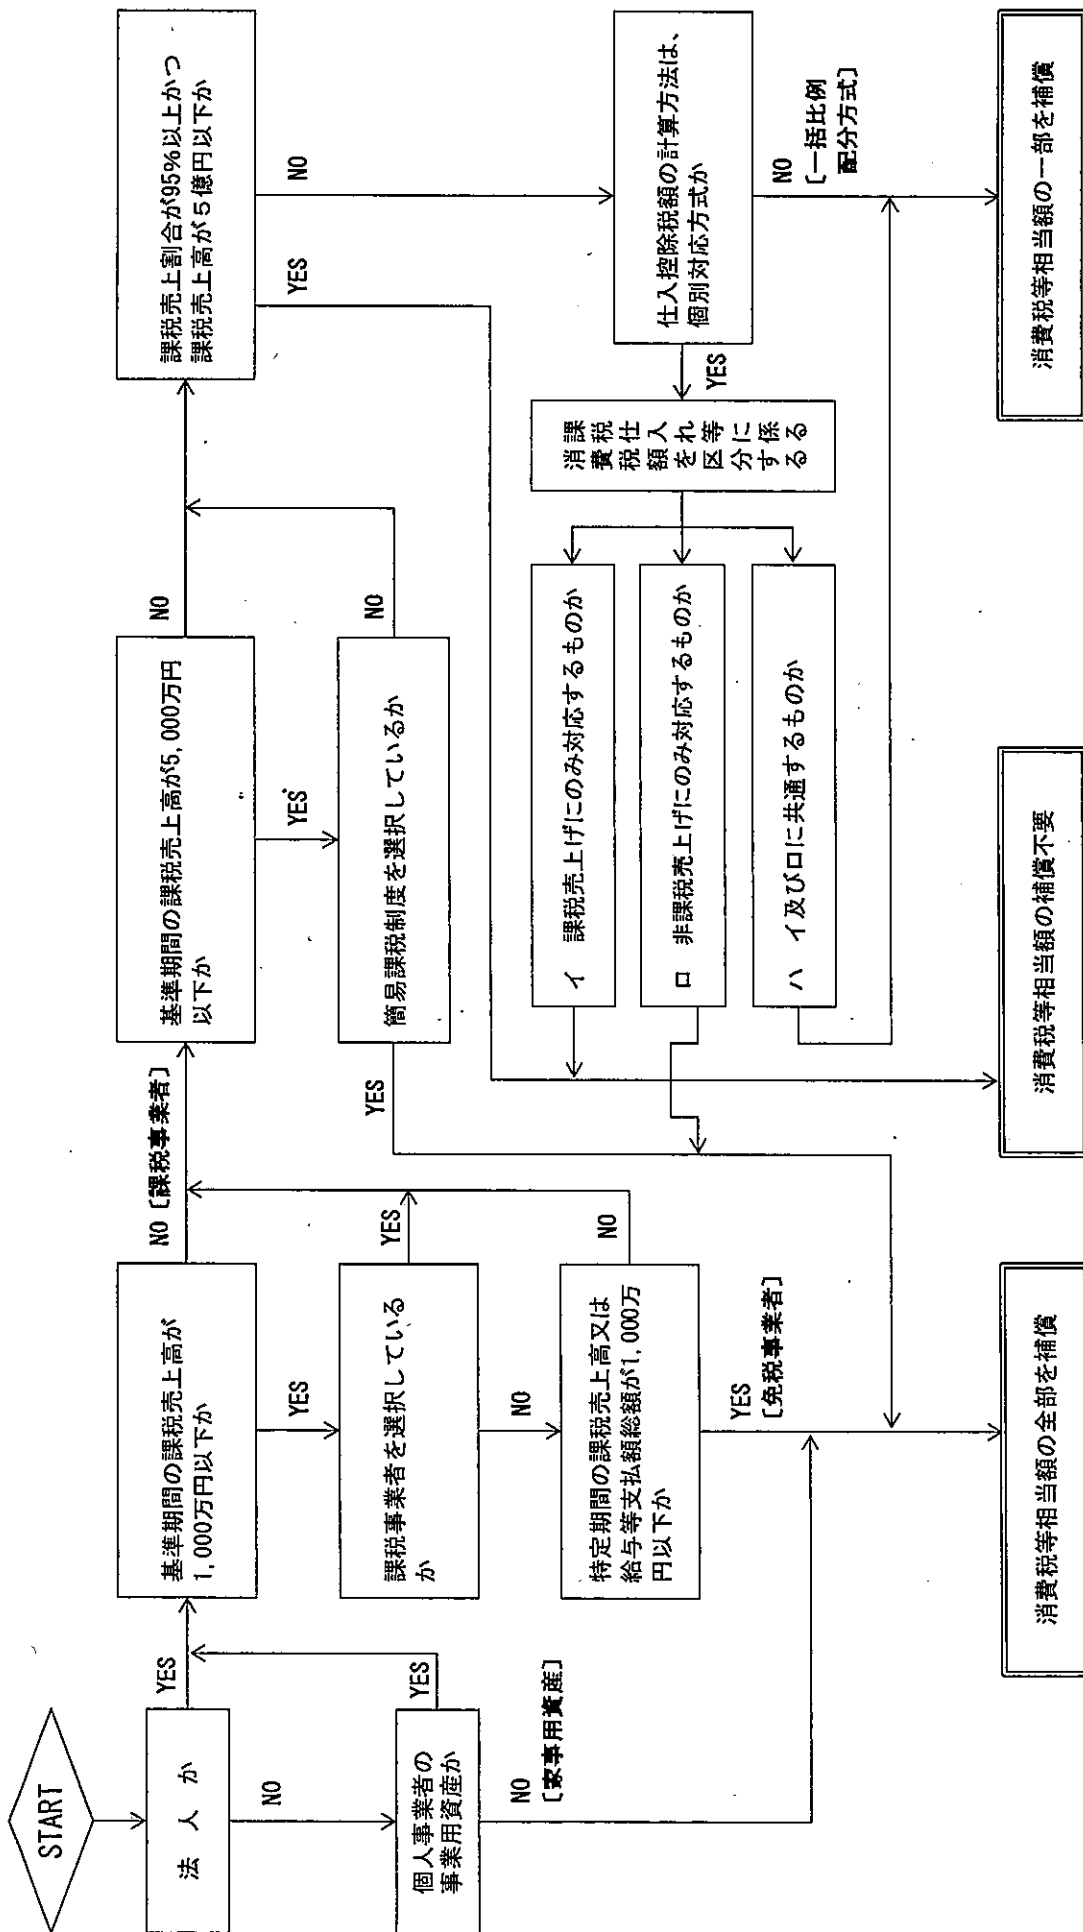 START
法人か
YES
NO
個人事業者の
事業用資産か
YES
NO
［家事用資産］
基準期間の課税売上高が
1,000万円以下か
NO［課税事業者］
YES
課税事業者を選択している
か
YES
NO
特定期間の課税売上高又は
給与等支払額総額が1,000万
円以下か
NO
YES
［免税事業者］
基準期間の課税売上高が5,000万円
以下か
NO
YES
簡易課税制度を選択しているか
NO
YES
課税売上割合が95%以上かつ
課税売上高が5億円以下か
NO
YES
仕入控除税額の計算方法は、
個別対応方式か
YES
NO
［一括比例
配分方式］
課税仕入れ等に係る
消費税額を区分する
イ 課税売上げにのみ対応するものか
ロ 非課税売上げにのみ対応するものか
ハ イ及びロに共通するものか
消費税等相当額の全部を補償
消費税等相当額の補償不要
消費税等相当額の一部を補償